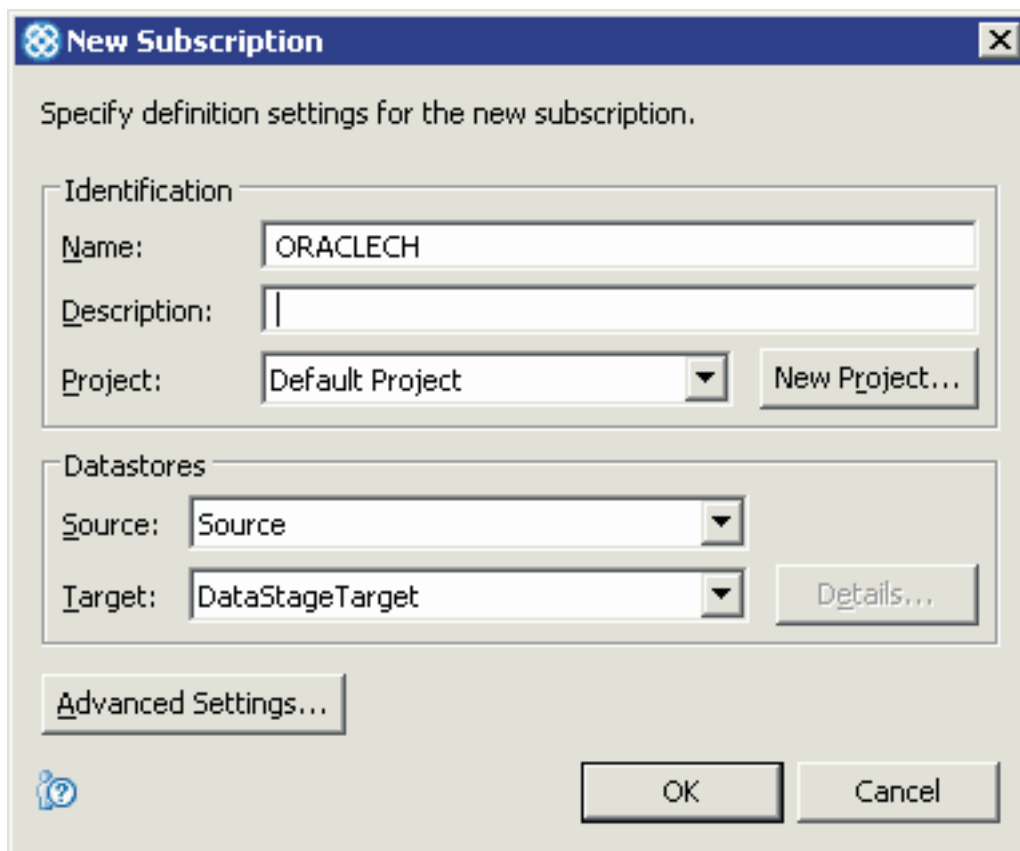 New Subscription
Specify definition settings for the new subscription.
Identification
Name: ORACLECH
Description:
Project: Default Project New Project...
Datastores
Source: Source
Target: DataStageTarget Details...
Advanced Settings...
OK Cancel